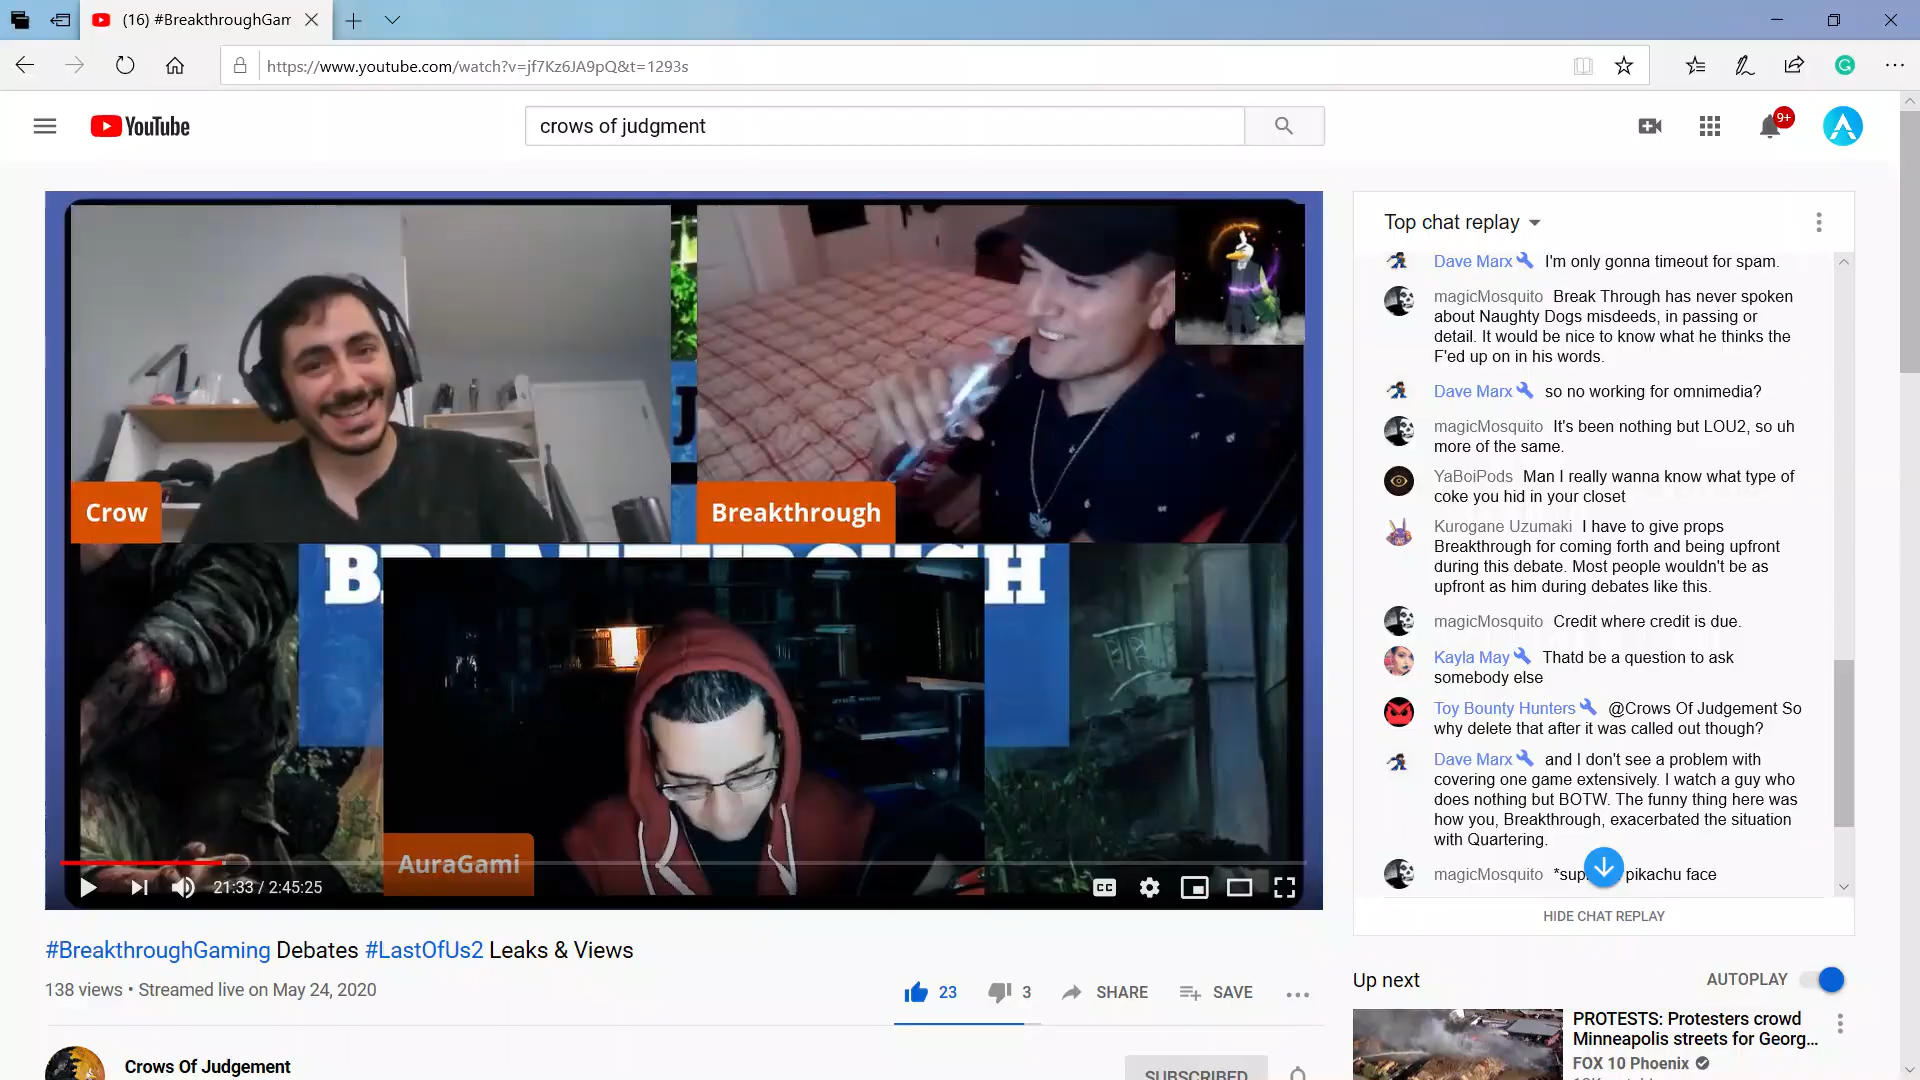 (16) #BreakthroughGam
https://www.youtube.com/watch?v=jf7Kz6JA9pQ&t=1293s
YouTube
crows of judgment
9+
Crow
Breakthrough
AuraGami
21:33 / 2:45:25
CC
#BreakthroughGaming Debates #LastOfUs2 Leaks & Views
138 views • Streamed live on May 24, 2020
23
3
SHARE
SAVE
Crows Of Judgement
SUBSCRIBED
Top chat replay
Dave Marx I'm only gonna timeout for spam.
magicMosquito Break Through has never spoken
about Naughty Dogs misdeeds, in passing or
detail. It would be nice to know what he thinks the
F'ed up on in his words.
Dave Marx so no working for omnimedia?
magicMosquito It's been nothing but LOU2, so uh
more of the same.
YaBoiPods Man I really wanna know what type of
coke you hid in your closet
Kurogane Uzumaki I have to give props
Breakthrough for coming forth and being upfront
during this debate. Most people wouldn't be as
upfront as him during debates like this.
magicMosquito Credit where credit is due.
Kayla May Thatd be a question to ask
somebody else
Toy Bounty Hunters @Crows Of Judgement So
why delete that after it was called out though?
Dave Marx and I don't see a problem with
covering one game extensively. I watch a guy who
does nothing but BOTW. The funny thing here was
how you, Breakthrough, exacerbated the situation
with Quartering.
magicMosquito pikachu face
HIDE CHAT REPLAY
Up next
AUTOPLAY
PROTESTS: Protesters crowd
Minneapolis streets for Georg...
FOX 10 Phoenix